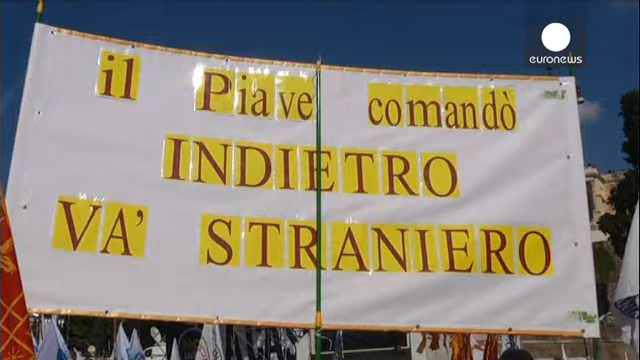 euronews
il Piave comandò
INDIETRO
VA' STRANIERO